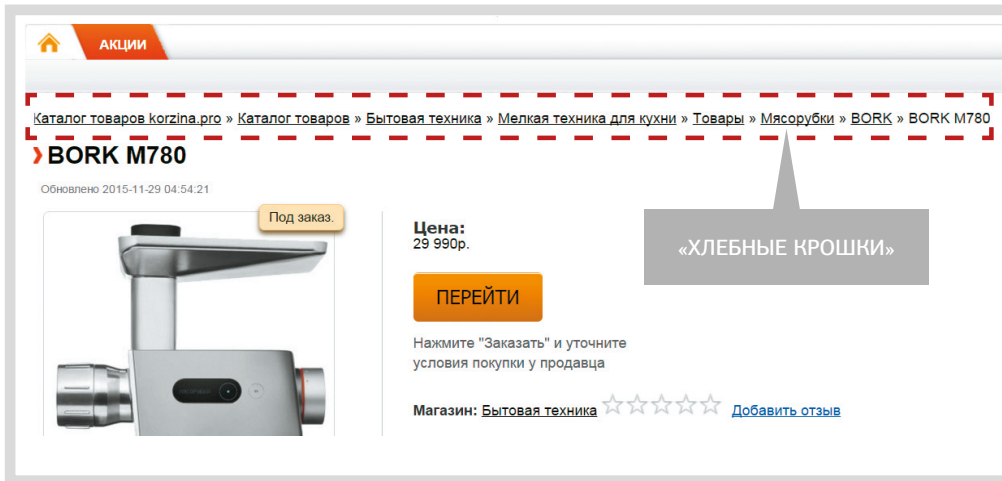 АКЦИИ
Каталог товаров korzina.pro » Каталог товаров » Бытовая техника » Мелкая техника для кухни » Товары » Мясорубки » BORK » BORK M780
BORK M780
Обновлено 2015-11-29 04:54:21
Под заказ.
Цена:
29 990р.
«ХЛЕБНЫЕ КРОШКИ»
ПЕРЕЙТИ
Нажмите "Заказать" и уточните
условия покупки у продавца
Магазин: Бытовая техника Добавить отзыв